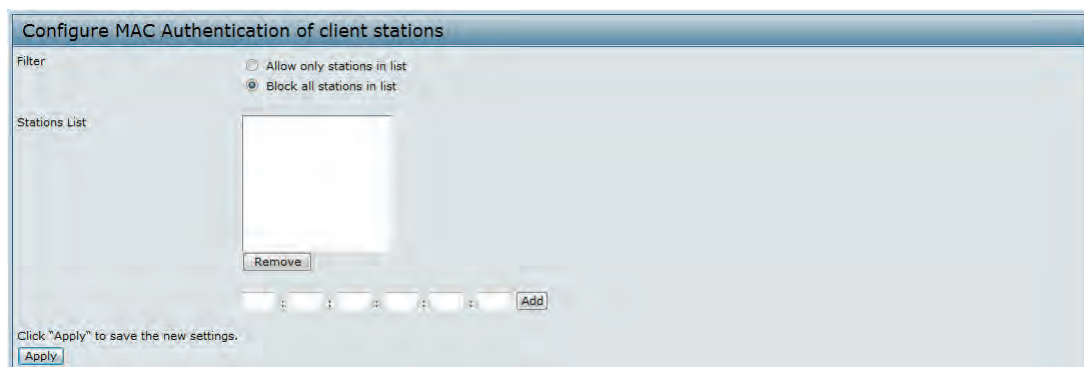 Configure MAC Authentication of client stations
Filter
Allow only stations in list
Block all stations in list
Stations List
Remove
: : : : : Add
Click "Apply" to save the new settings.
Apply